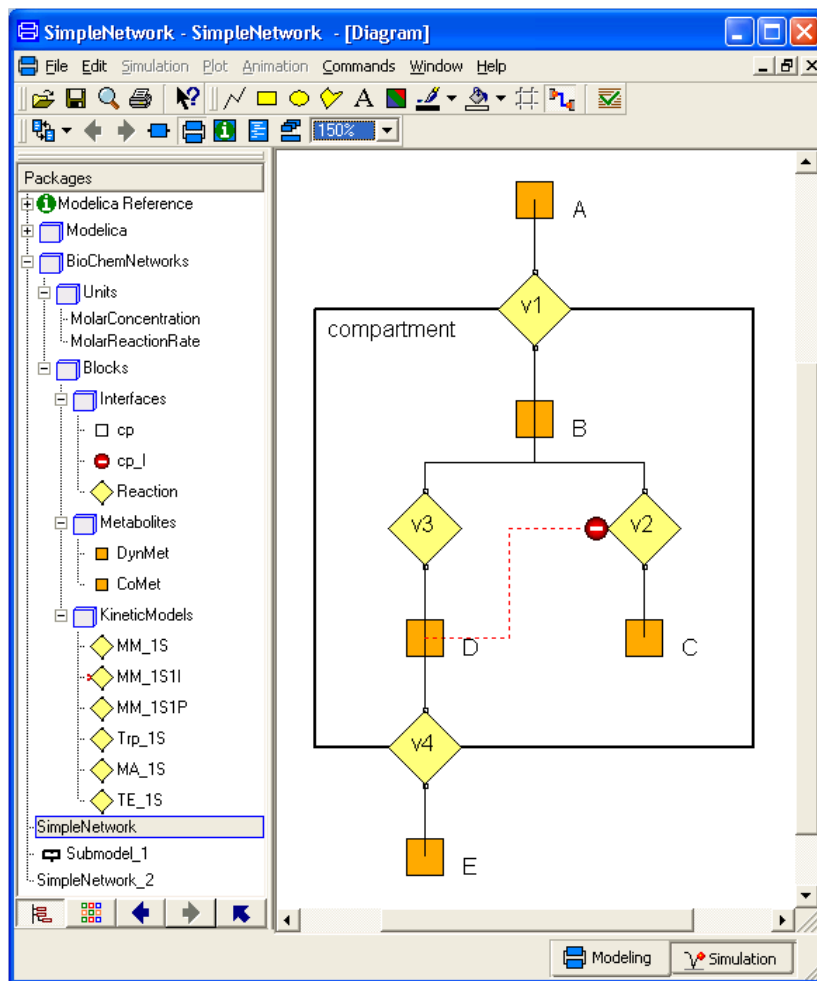 SimpleNetwork - SimpleNetwork - [Diagram]
File Edit Simulation Plot Animation Commands Window Help
A
150%
Packages
Modelica Reference
Modelica
BioChemNetworks
Units
MolarConcentration
MolarReactionRate
Blocks
Interfaces
cp
cp_I
Reaction
Metabolites
DynMet
CoMet
KineticModels
MM_1S
MM_1S1I
MM_1S1P
Trp_1S
MA_1S
TE_1S
SimpleNetwork
Submodel_1
SimpleNetwork_2
A
v1
compartment
B
v3
v2
D
C
v4
E
Modeling
Simulation